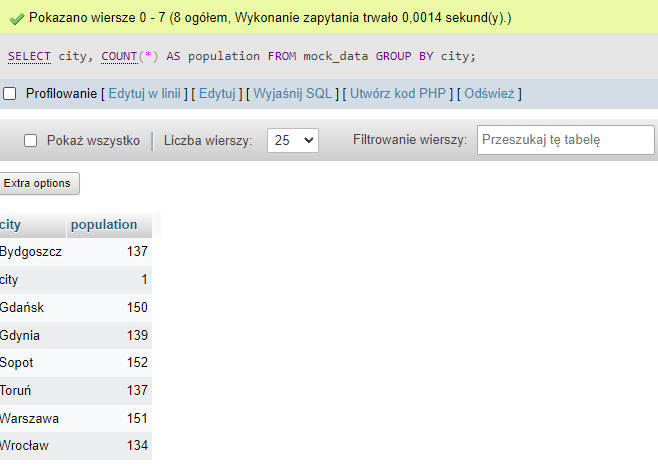 Pokazano wiersze 0 - 7 (8 ogółem, Wykonanie zapytania trwało 0,0014 sekund(y).)
SELECT city, COUNT(*) AS population FROM mock_data GROUP BY city;
Profilowanie [ Edytuj w linii ] [ Edytuj ] [ Wyjaśnij SQL ] [ Utwórz kod PHP ] [ Odśwież ]
Pokaż wszystko | Liczba wierszy: 25 Filtrowanie wierszy: Przeszukaj tę tabelę
Extra options
city population
Bydgoszcz 137
city 1
Gdańsk 150
Gdynia 139
Sopot 152
Toruń 137
Warszawa 151
Wrocław 134